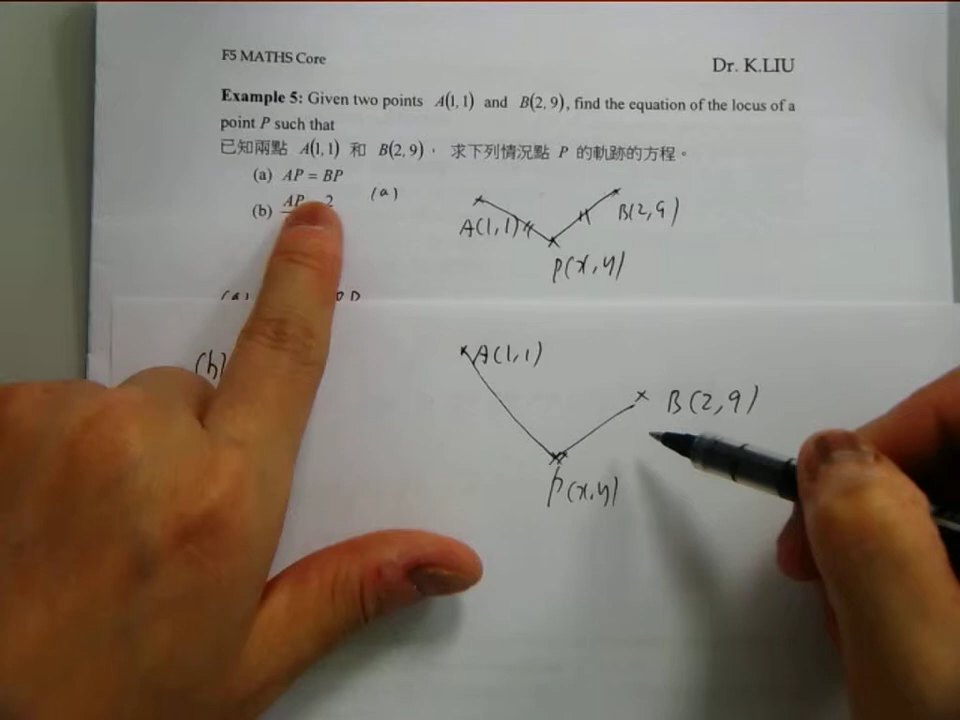 F5 MATHS Core
Dr. K.LIU
Example 5: Given two points A(1, 1) and B(2, 9), find the equation of the locus of a
point P such that
已知兩點 A(1, 1) 和 B(2, 9)， 求下列情況點 P 的軌跡的方程。
(a) AP = BP
(b) AP 2
(a)
A(1,1)
B(2,9)
P(x,y)
(a)
(b)
A(1,1)
B(2,9)
P(x,y)